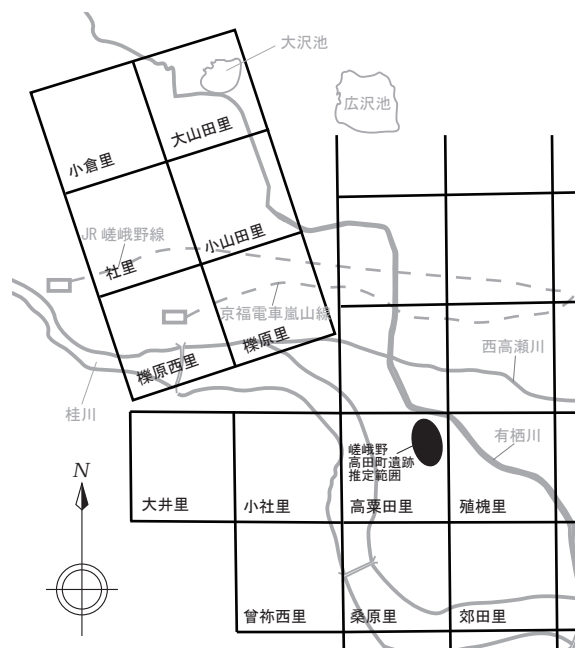 大沢池
広沢池
大山田里
小倉里
JR 嵯峨野線
小山田里
社里
京福電車嵐山線
櫟原里
西高瀬川
櫟原西里
桂川
有栖川
嵯峨野
高田町遺跡
推定範囲
N
大井里
小社里
高粟田里
殖槐里
曾祢西里
桑原里
郊田里